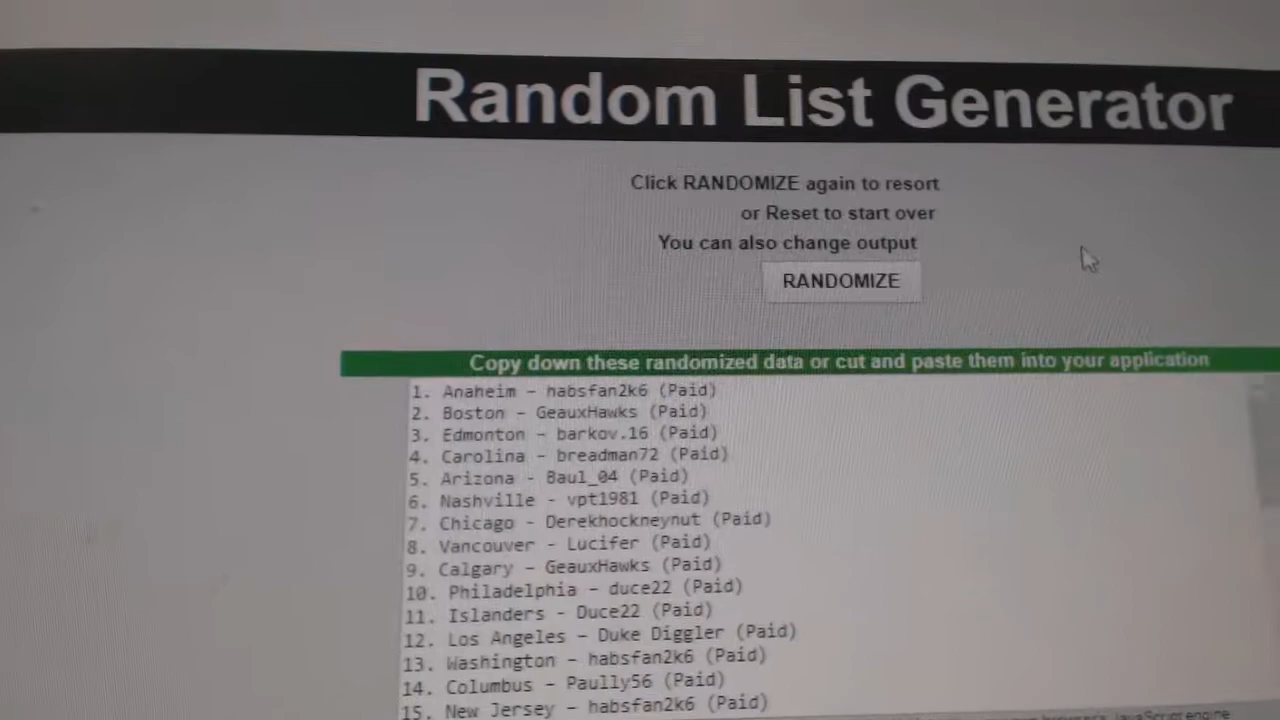 Random List Generator
Click RANDOMIZE again to resort
or Reset to start over
You can also change output
RANDOMIZE
Copy down these randomized data or cut and paste them into your application
1. Anaheim - habsfan2k6 (Paid)
2. Boston - GeauxHawks (Paid)
3. Edmonton - barkov.16 (Paid)
4. Carolina - breadman72 (Paid)
5. Arizona - Baul_04 (Paid)
6. Nashville - vpt1981 (Paid)
7. Chicago - Derekhockneynut (Paid)
8. Vancouver - Lucifer (Paid)
9. Calgary - GeauxHawks (Paid)
10. Philadelphia - duce22 (Paid)
11. Islanders - Duce22 (Paid)
12. Los Angeles - Duke Diggler (Paid)
13. Washington - habsfan2k6 (Paid)
14. Columbus - Paully56 (Paid)
15. New Jersey - habsfan2k6 (Paid)
JavaScript engine